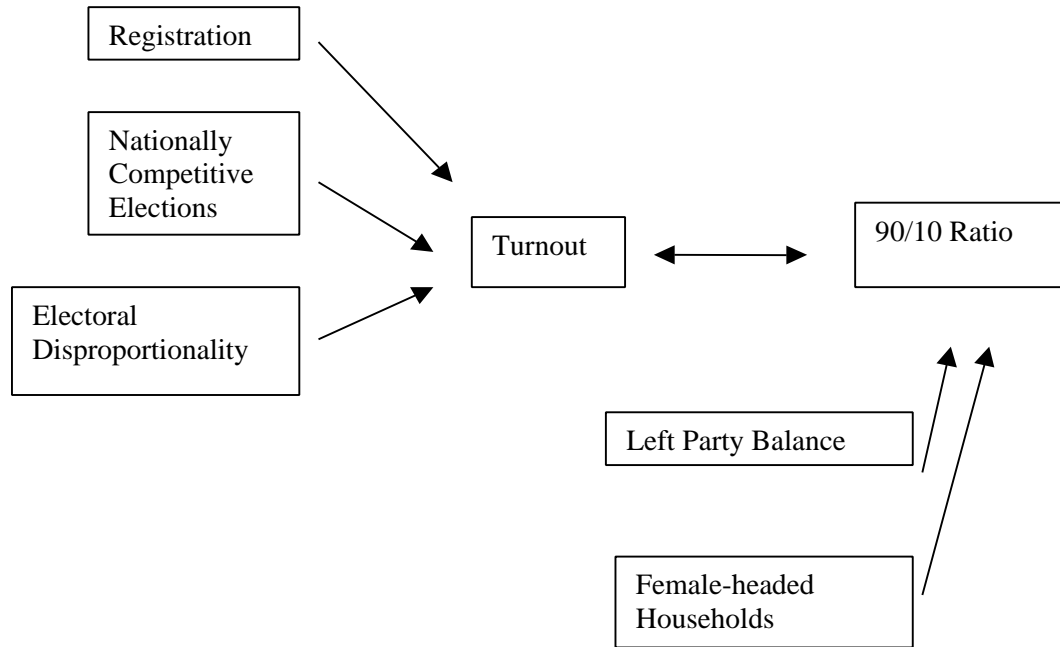 Registration
Nationally
Competitive
Elections
Electoral
Disproportionality
Turnout
90/10 Ratio
Left Party Balance
Female-headed
Households